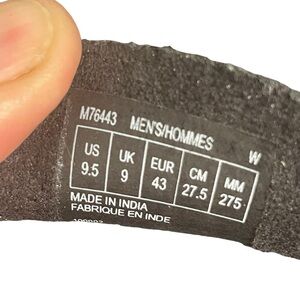 M76443 MEN'S/HOMMES W
US UK EUR CM MM
9.5 9 43 27.5 275
MADE IN INDIA
FABRIQUE EN INDE